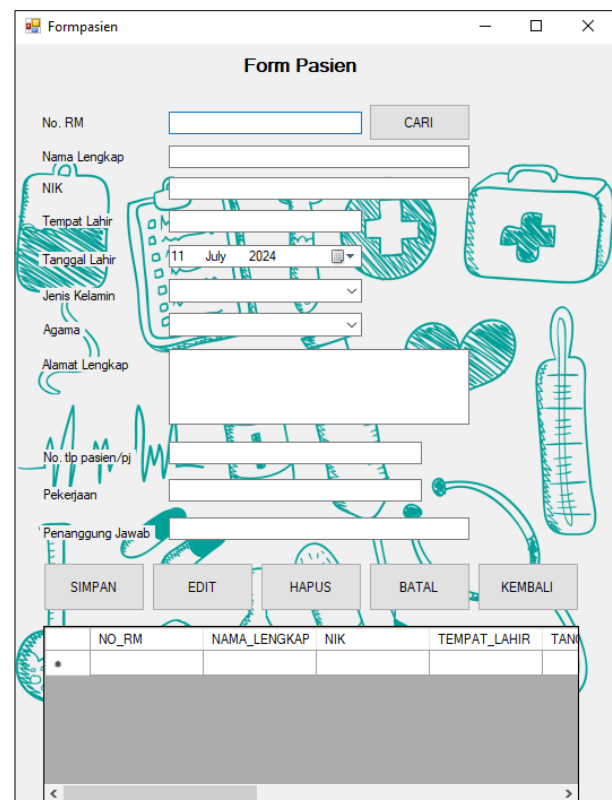 Formpasien
Form Pasien
No. RM
CARI
Nama Lengkap
NIK
Tempat Lahir
Tanggal Lahir
11 July 2024
Jenis Kelamin
Agama
Alamat Lengkap
No. tlp pasien/pj
Pekerjaan
Penanggung Jawab
SIMPAN EDIT HAPUS BATAL KEMBALI
NO_RM NAMA_LENGKAP NIK TEMPAT_LAHIR TANG